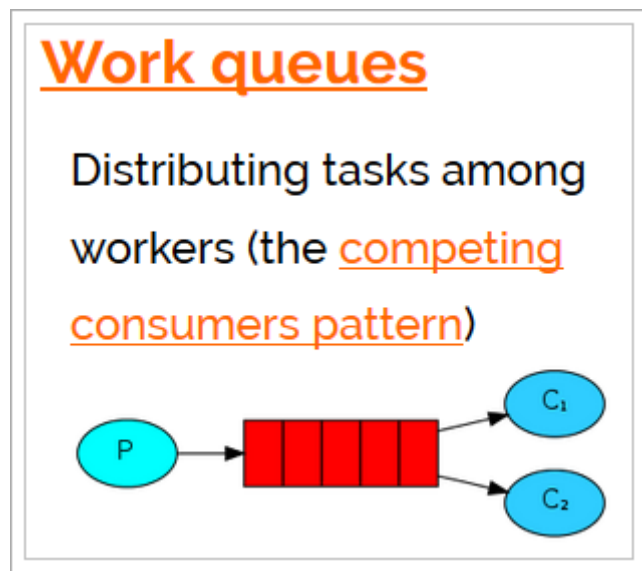 Work queues
Distributing tasks among
workers (the competing
consumers pattern)
P
C₁
C₂